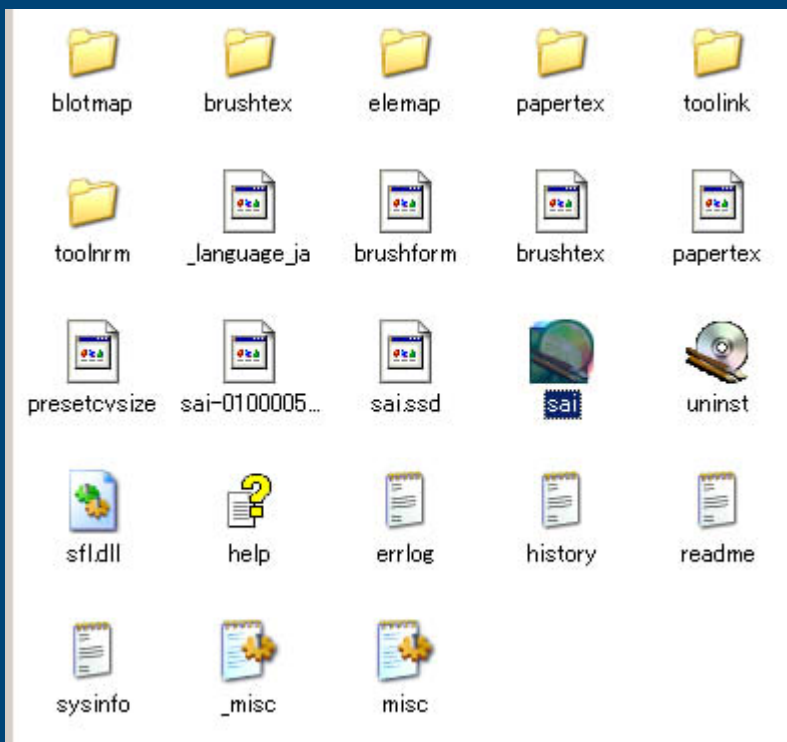 blotmap brushtex elemap papertex toolink
toolnrm _language_ja brushform brushtex papertex
presetcvsize sai-0100005... sai.ssd sai uninst
sfl.dll help errlog history readme
sysinfo _misc misc